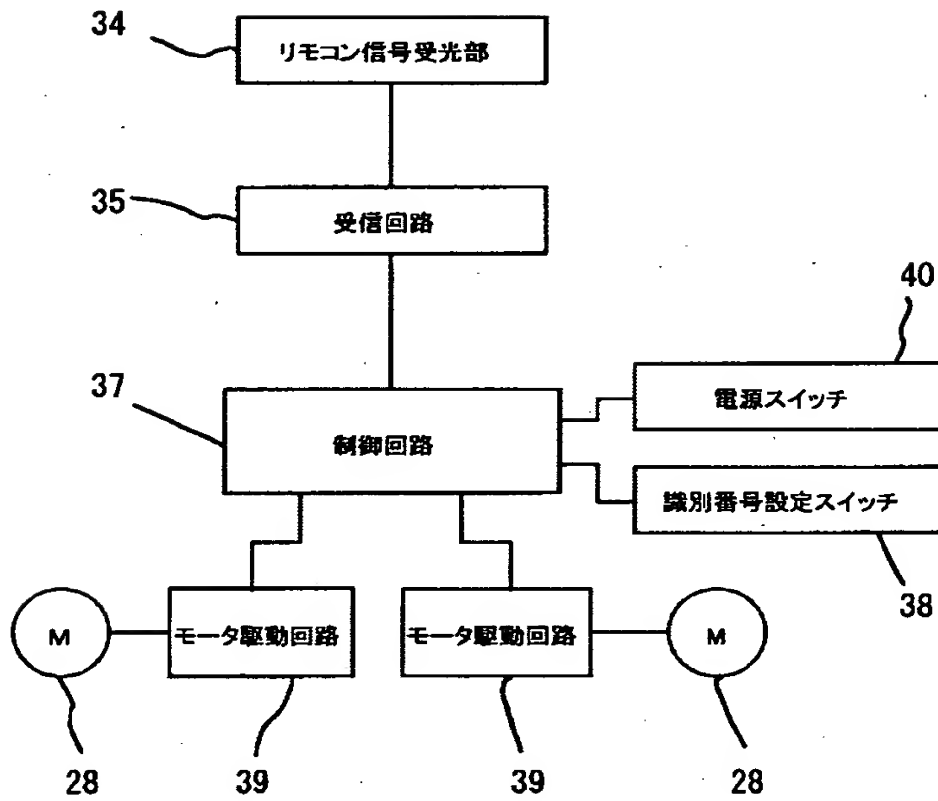 34
リモコン信号受光部
35
受信回路
40
37
電源スイッチ
制御回路
識別番号設定スイッチ
38
M
モータ駆動回路
モータ駆動回路
M
28
39
39
28